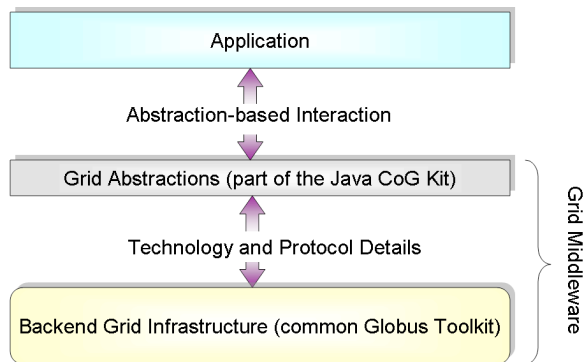 Application
Abstraction-based Interaction
Grid Abstractions (part of the Java CoG Kit)
Technology and Protocol Details
Backend Grid Infrastructure (common Globus Toolkit)
Grid Middleware